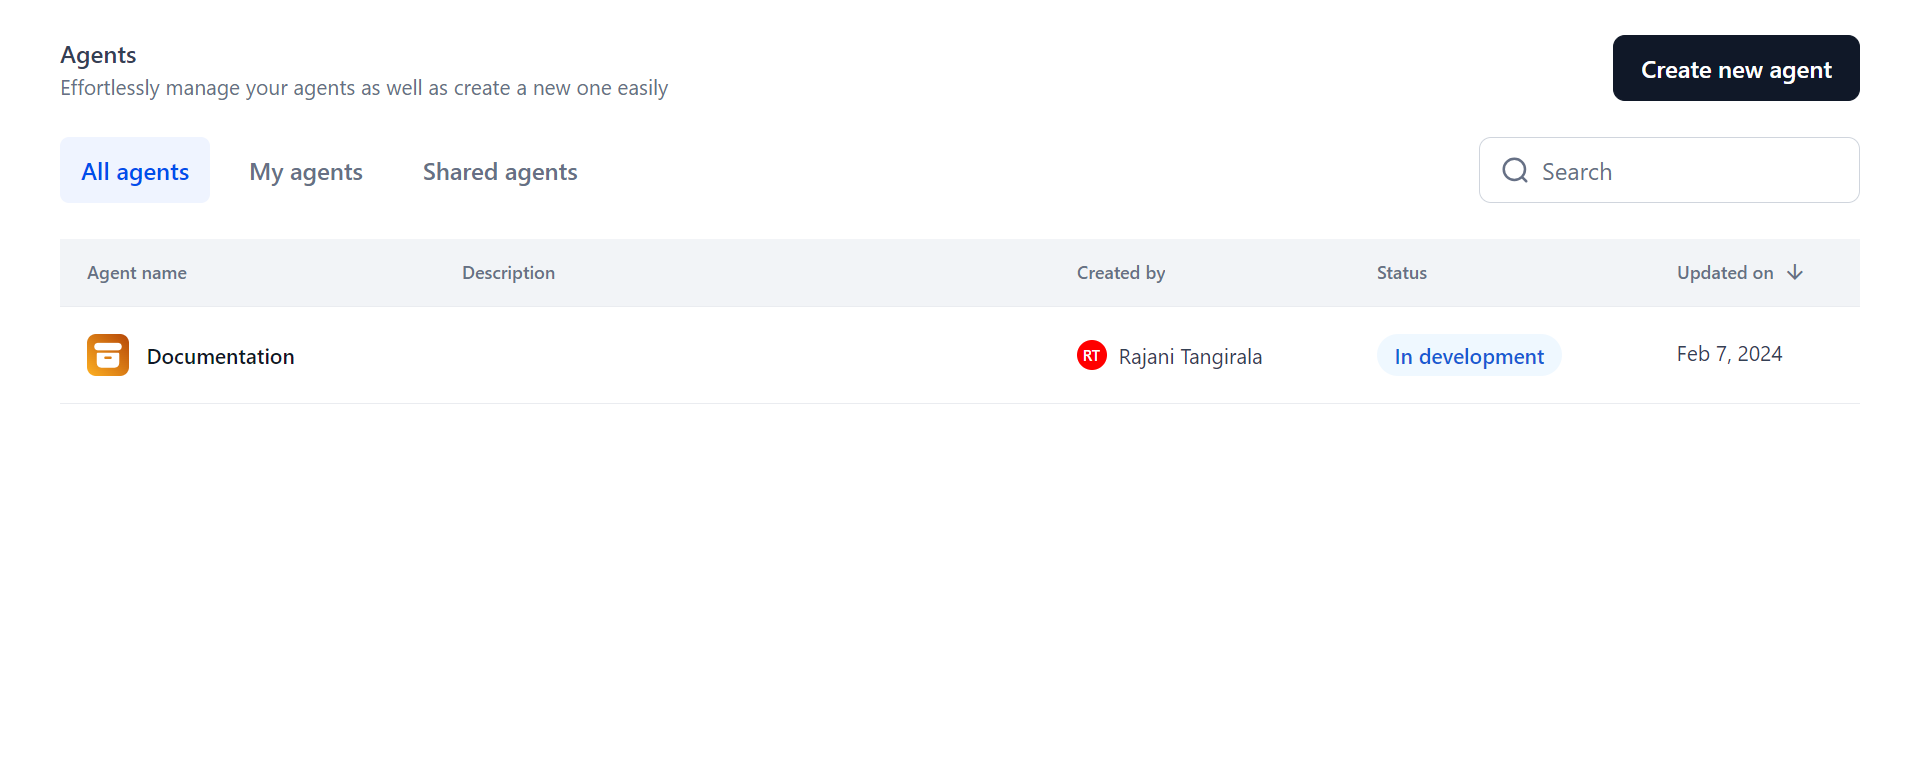 Agents
Effortlessly manage your agents as well as create a new one easily
Create new agent
All agents
My agents
Shared agents
Search
Agent name
Description
Created by
Status
Updated on
Documentation
RT
Rajani Tangirala
In development
Feb 7, 2024